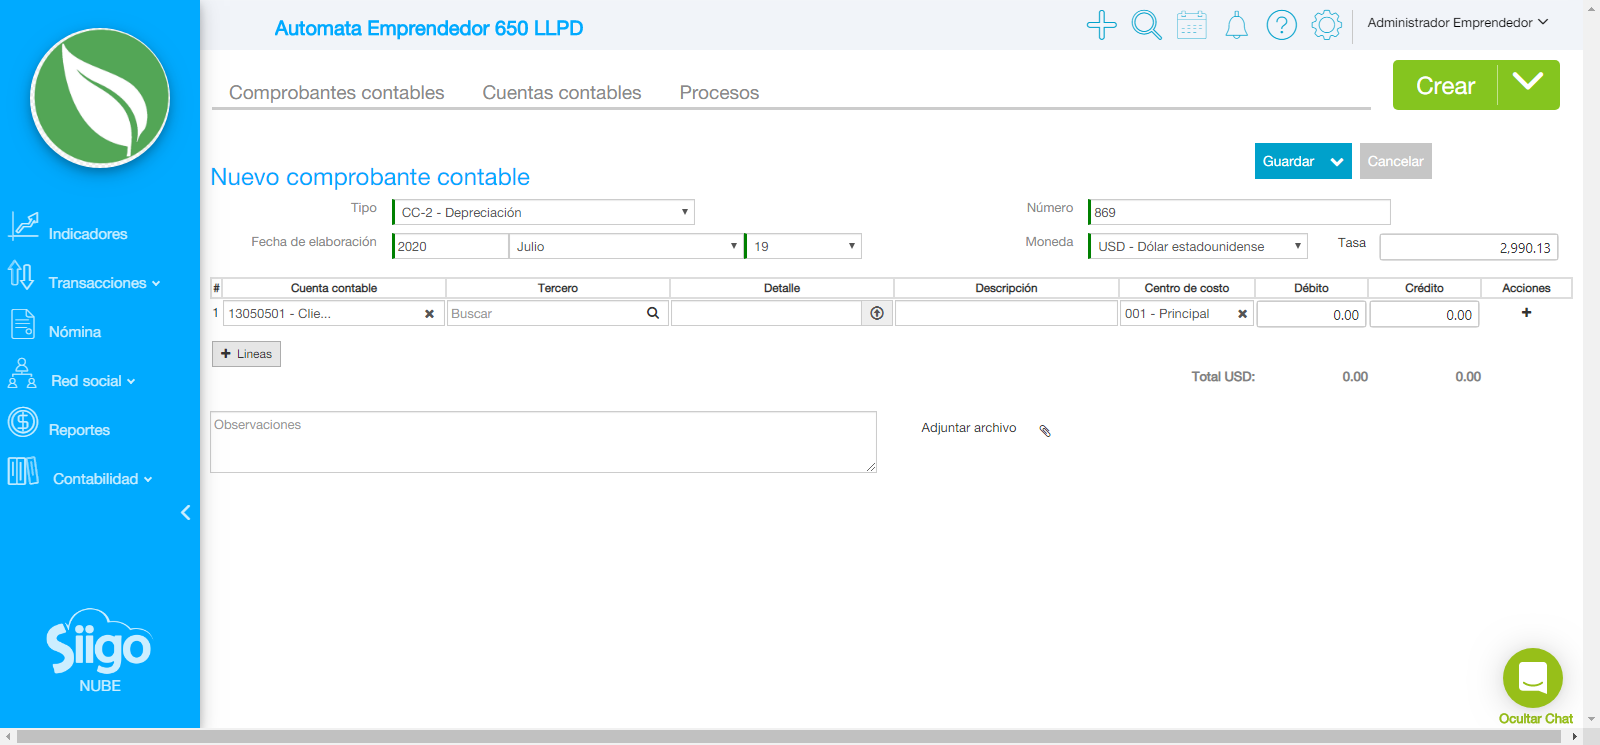 Automata Emprendedor 650 LLPD
Administrador Emprendedor
Comprobantes contables
Cuentas contables
Procesos
Crear
Guardar
Cancelar
Nuevo comprobante contable
Tipo
CC-2 - Depreciación
Número
869
Fecha de elaboración
2020
Julio
19
Moneda
USD - Dólar estadounidense
Tasa
2,990.13
# Cuenta contable Tercero Detalle Descripción Centro de costo Débito Crédito Acciones
1 13050501 - Clie... Buscar 001 - Principal 0.00 0.00
Lineas
Total USD: 0.00 0.00
Observaciones
Adjuntar archivo
Indicadores
Transacciones
Nómina
Red social
Reportes
Contabilidad
Siigo
NUBE
Ocultar Chat